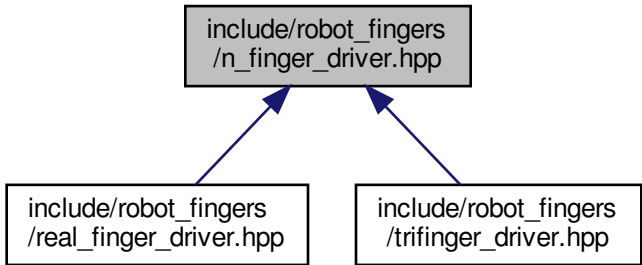 include/robot_fingers
/n_finger_driver.hpp
include/robot_fingers
/real_finger_driver.hpp
include/robot_fingers
/trifinger_driver.hpp